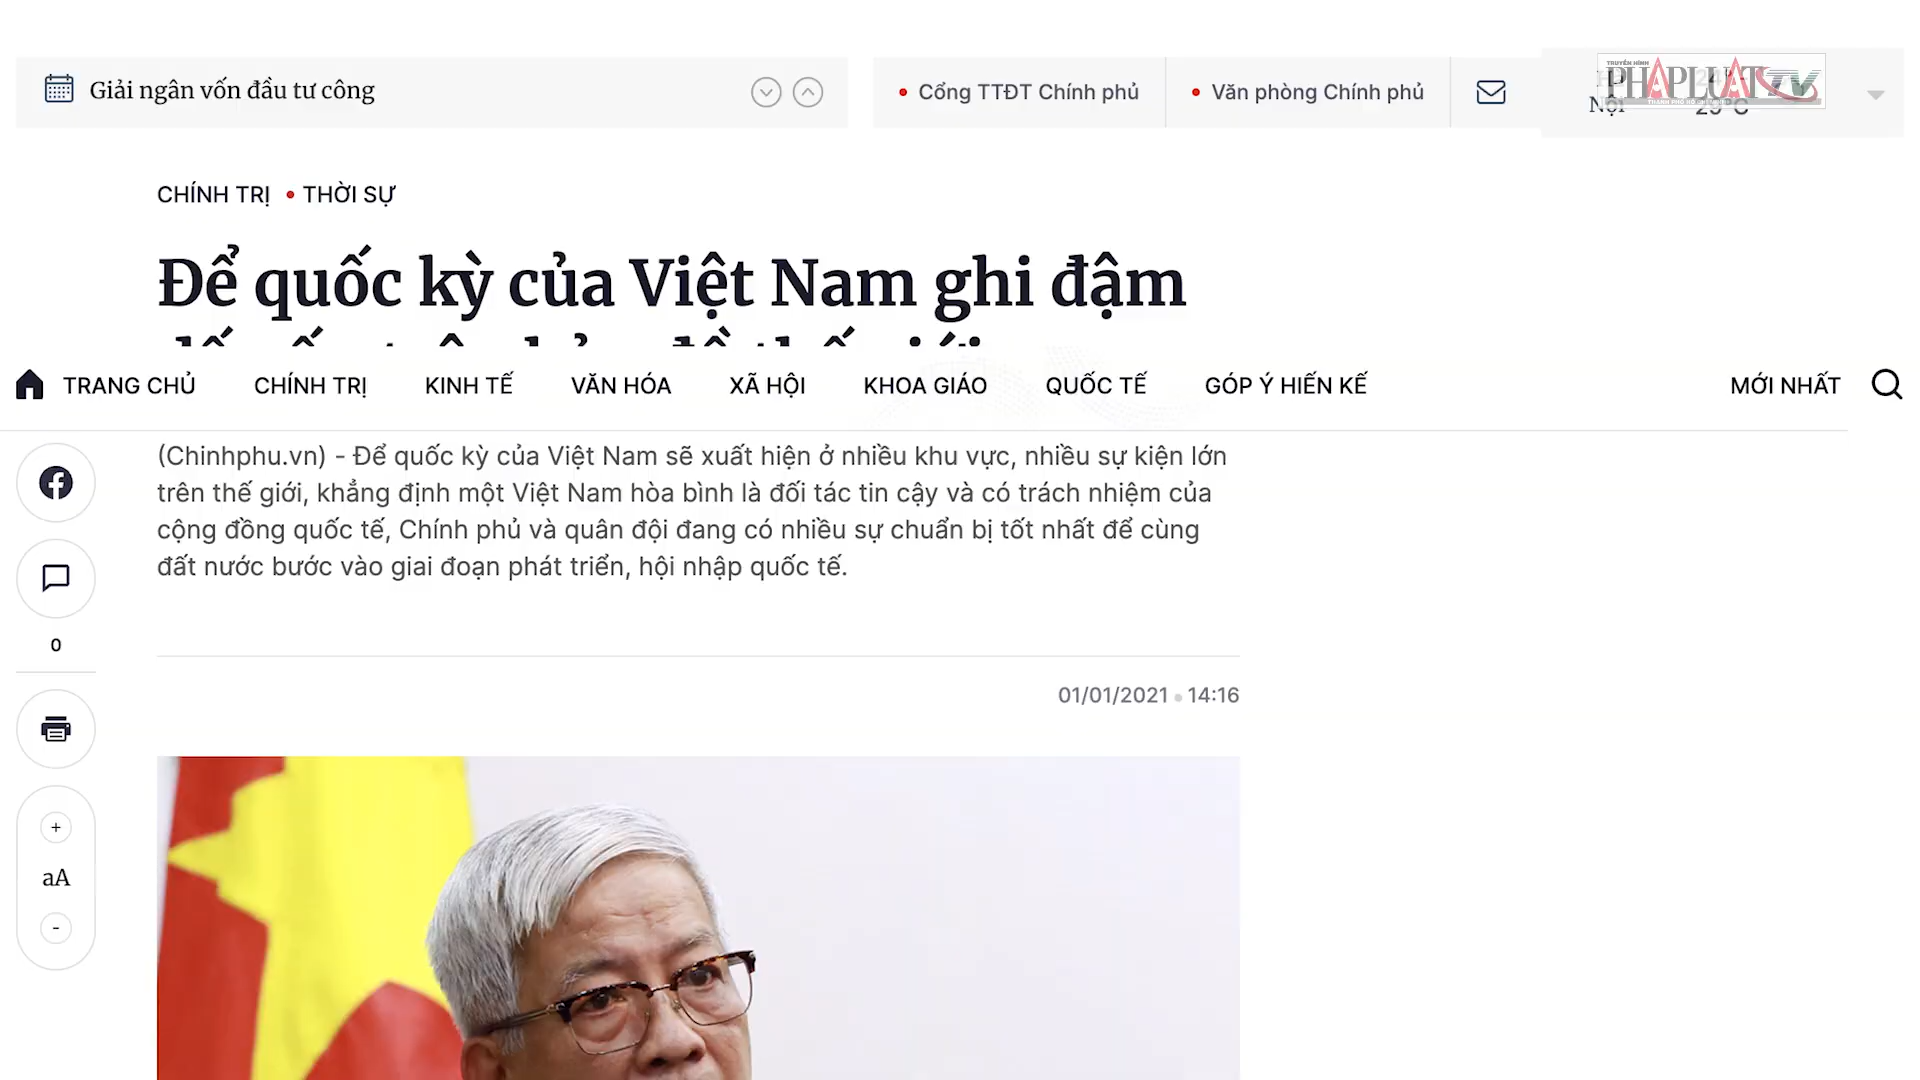 Giải ngân vốn đầu tư công
Cổng TTĐT Chính phủ
Văn phòng Chính phủ
TRUYỀN HÌNH
PHÁPLUẬT TV
Nội
CHÍNH TRỊ • THỜI SỰ
Để quốc kỳ của Việt Nam ghi đậm
TRANG CHỦ CHÍNH TRỊ KINH TẾ VĂN HÓA XÃ HỘI KHOA GIÁO QUỐC TẾ GÓP Ý HIẾN KẾ MỚI NHẤT
(Chinhphu.vn) - Để quốc kỳ của Việt Nam sẽ xuất hiện ở nhiều khu vực, nhiều sự kiện lớn
trên thế giới, khẳng định một Việt Nam hòa bình là đối tác tin cậy và có trách nhiệm của
cộng đồng quốc tế, Chính phủ và quân đội đang có nhiều sự chuẩn bị tốt nhất để cùng
đất nước bước vào giai đoạn phát triển, hội nhập quốc tế.
0
01/01/2021 • 14:16
+
aA
-